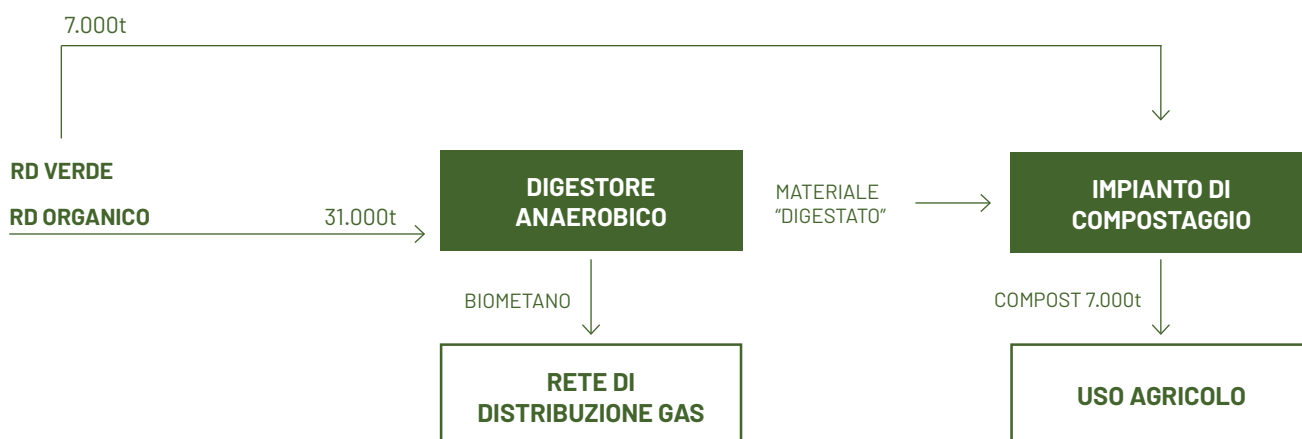 7.000t
RD VERDE
RD ORGANICO
31.000t
DIGESTORE
ANAEROBICO
MATERIALE
“DIGESTATO”
IMPIANTO DI
COMPOSTAGGIO
BIOMETANO
COMPOST 7.000t
RETE DI
DISTRIBUZIONE GAS
USO AGRICOLO